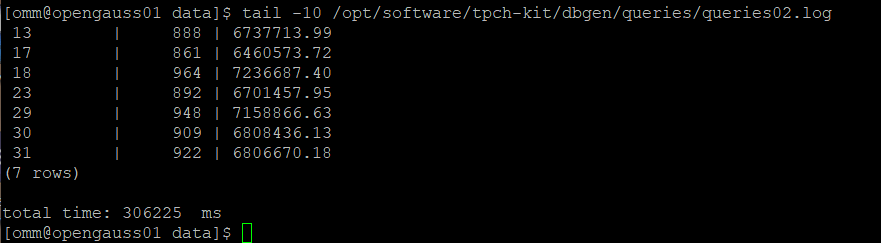 [omm@opengauss01 data]$ tail -10 /opt/software/tpch-kit/dbgen/queries/queries02.log
 13         |     888 | 6737713.99
 17         |     861 | 6460573.72
 18         |     964 | 7236687.40
 23         |     892 | 6701457.95
 29         |     948 | 7158866.63
 30         |     909 | 6808436.13
 31         |     922 | 6806670.18
(7 rows)

total time: 306225  ms
[omm@opengauss01 data]$